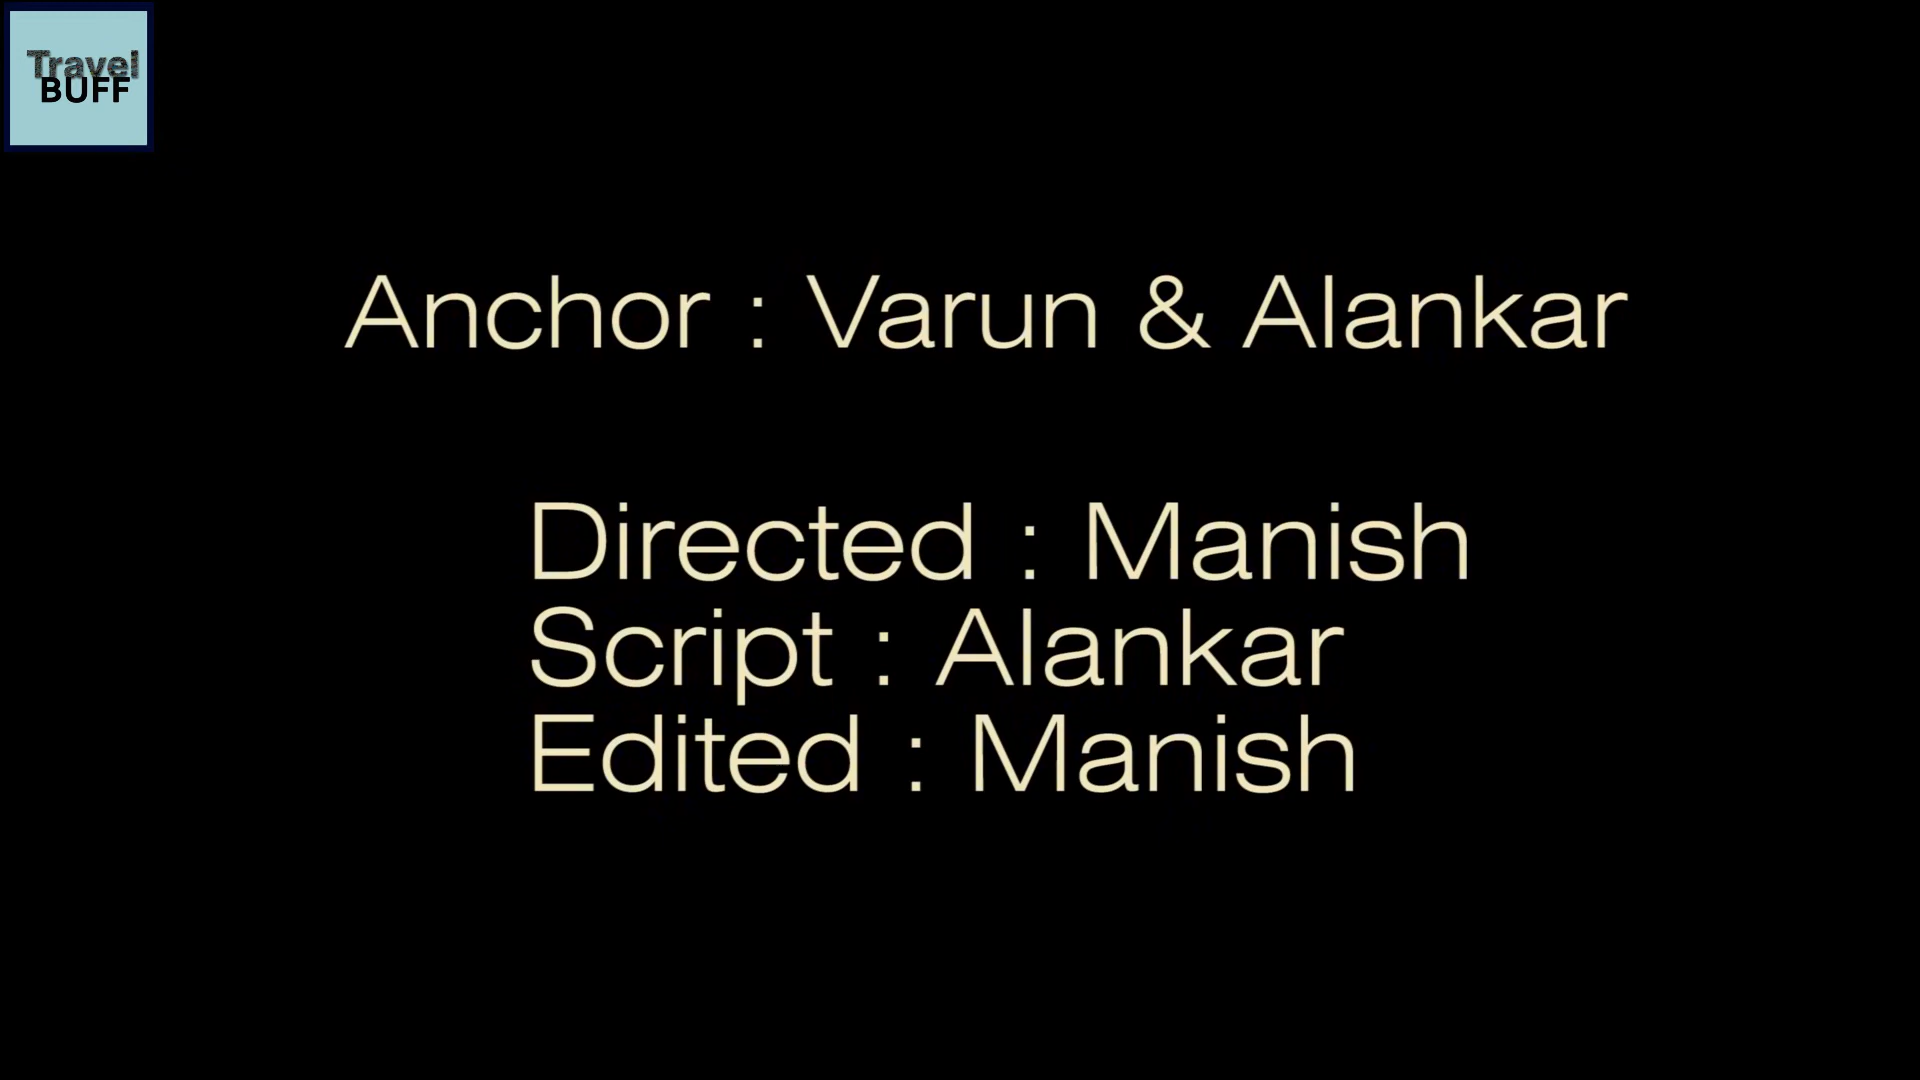 Travel
BUFF
Anchor : Varun & Alankar
Directed : Manish
Script : Alankar
Edited : Manish